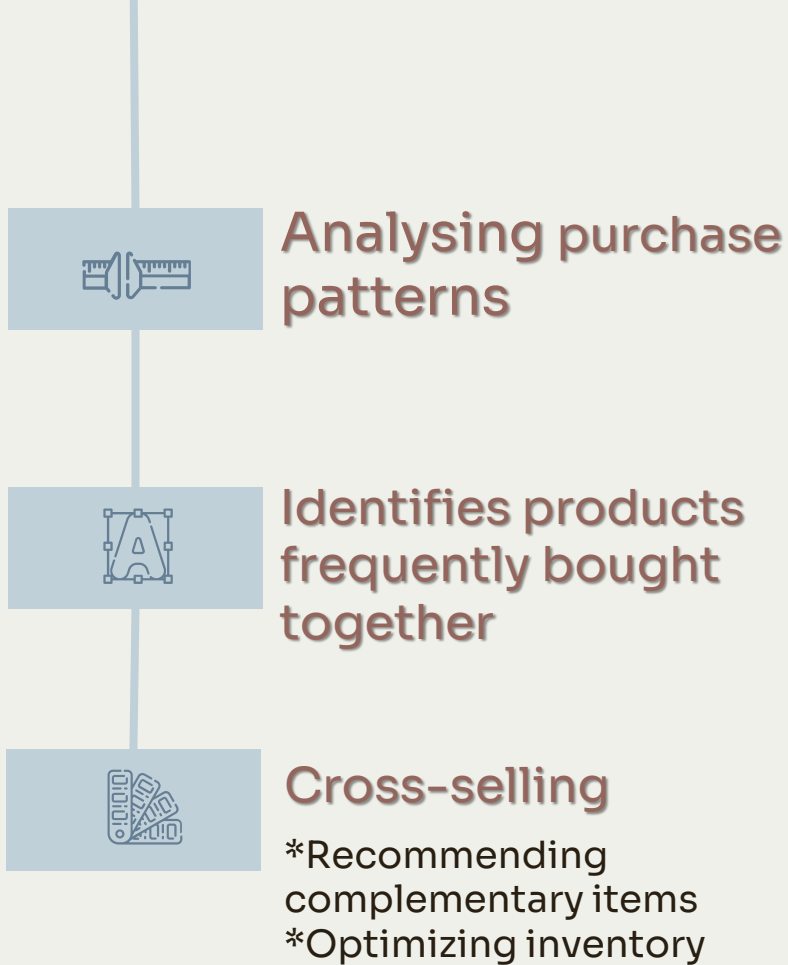 Analysing purchase
patterns
Identifies products
frequently bought
together
Cross-selling
*Recommending
complementary items
*Optimizing inventory